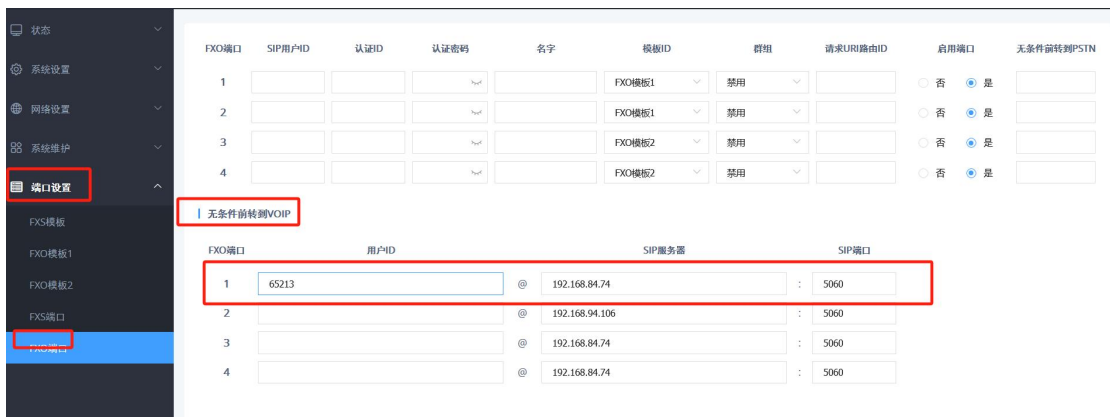 状态
系统设置
网络设置
系统维护
端口设置
FXS模板
FXO模板1
FXO模板2
FXS端口
FXO端口
FXO端口 SIP用户ID 认证ID 认证密码 名字 模板ID 群组 请求URI路由ID 启用端口 无条件前转到PSTN
1 FXO模板1 禁用 否 是
2 FXO模板1 禁用 否 是
3 FXO模板2 禁用 否 是
4 FXO模板2 禁用 否 是
无条件前转到VOIP
FXO端口 用户ID SIP服务器 SIP端口
1 65213 @ 192.168.84.74 : 5060
2 @ 192.168.94.106 : 5060
3 @ 192.168.84.74 : 5060
4 @ 192.168.84.74 : 5060